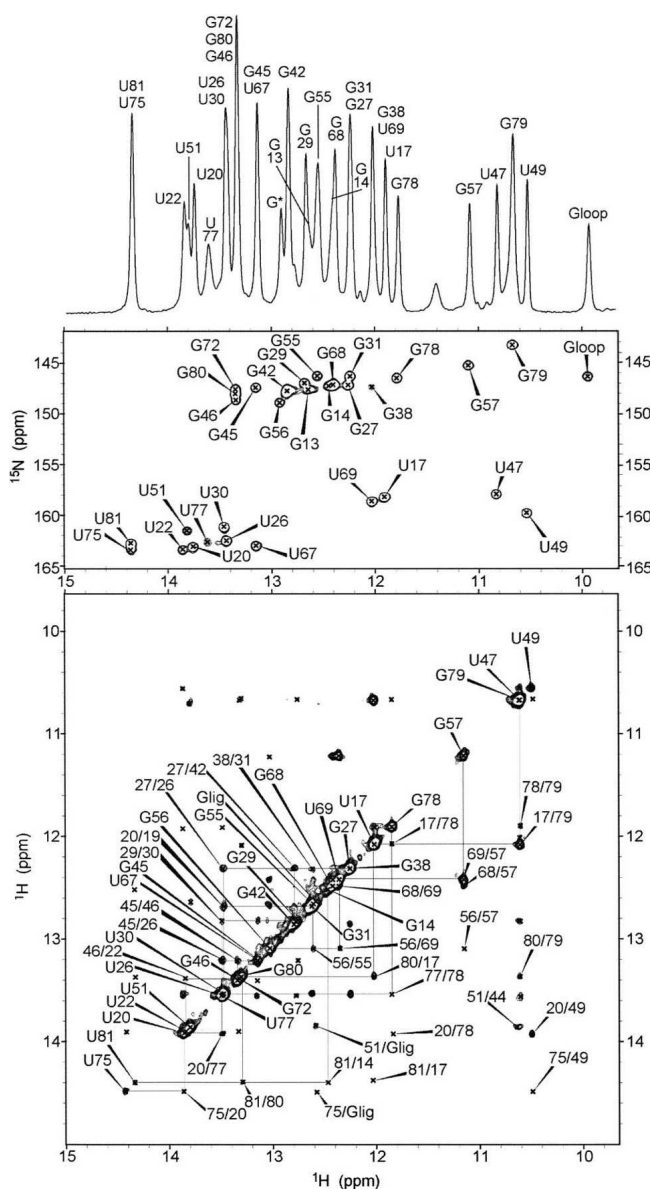 G72
G80
G46
U81
U75
U51
U20
U22
U
77
U26
U30
G45
U67
G42
G*
G
13
G
29
G55
G
68
G
14
G31
G27
G38
U69
U17
G78
G57
U47
G79
U49
Gloop
145
150
155
160
165
15N (ppm)
G72
G80
G46
G45
G42
G29
G55
G56
G13
G68
G14
G31
G27
G38
G78
G57
G79
Gloop
U51
U77
U30
U26
U81
U75
U22
U20
U67
U69
U17
U47
U49
15 14 13 12 11 10
10
11
12
13
14
15
1H (ppm)
U49
U47
G79
G57
38/31
27/42
G68
27/26
Glig
G55
U69
U17
G78
G56
G27
17/78
20/19
29/30
G29
G45
U67
G42
45/46
45/26
46/22
U30
U26
U51
U22
U20
U81
U75
G46
G80
G72
U77
G38
68/69
G14
G31
56/55
56/69
80/17
77/78
69/57
68/57
56/57
78/79
17/79
80/79
51/44
20/49
20/78
51/Glig
20/77
81/14
81/80
81/17
75/20
75/Glig
75/49
15 14 13 12 11 10
1H (ppm)